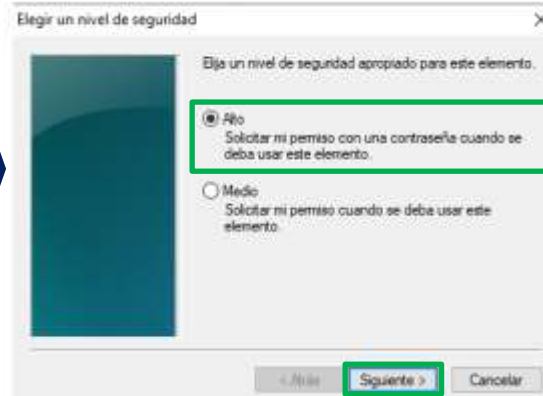 Elegir un nivel de seguridad
Elija un nivel de seguridad apropiado para este elemento.
Alto
Solicitar mi permiso con una contraseña cuando se
deba usar este elemento.
Medio
Solicitar mi permiso cuando se deba usar este
elemento.
< Atrás
Siguiente >
Cancelar